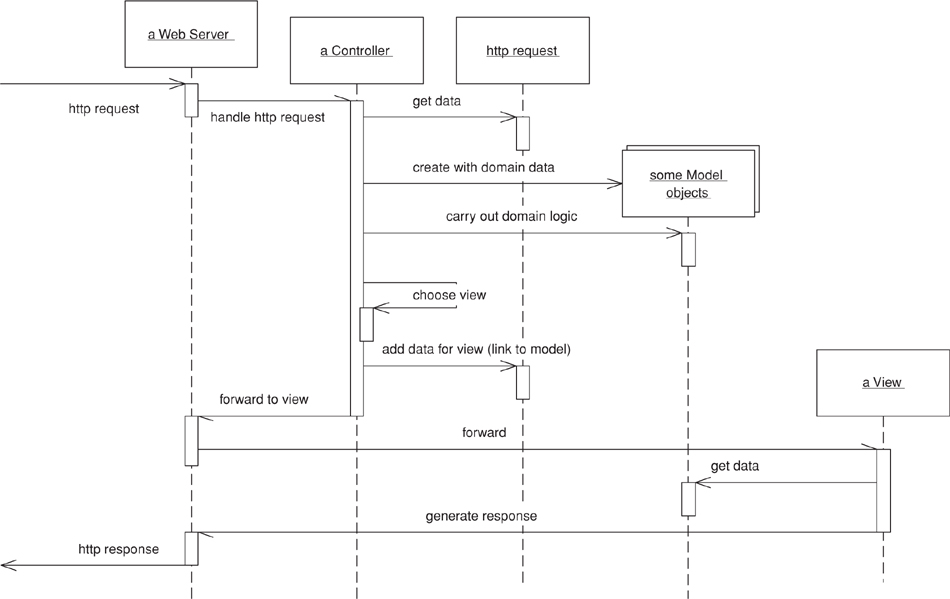 a Web Server
a Controller
http request
http request
handle http request
get data
create with domain data
some Model
objects
carry out domain logic
choose view
add data for view (link to model)
a View
forward to view
forward
get data
generate response
http response